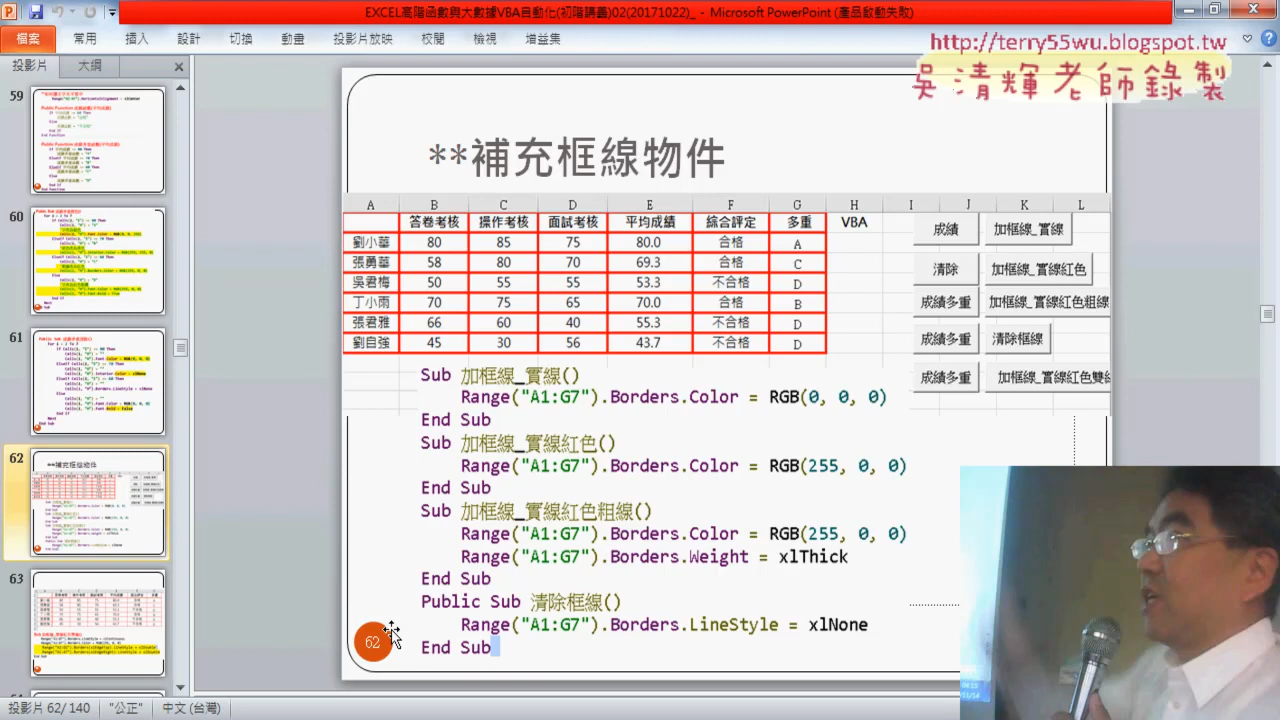 EXCEL高階函數與大數據VBA自動化(初階講義)02(20171022)_ - Microsoft PowerPoint (產品啟動失敗)
檔案 常用 插入 設計 切換 動畫 投影片放映 校閱 檢視 增益集
http://terry55wu.blogspot.tw
吳清輝老師錄製
投影片 大綱
59
60
61
62
63
**補充框線物件
A B C D E F G H I J K L
答卷考核 操作考核 面試考核 平均成績 綜合評定 多重 VBA
劉小華 80 85 75 80.0 合格 A
張勇華 58 80 70 69.3 合格 C
吳君梅 50 55 55 53.3 不合格 D
丁小雨 70 75 65 70.0 合格 B
張君雅 66 60 40 55.3 不合格 D
劉自強 45 30 56 43.7 不合格 D
成績 加框線_實線
清除 加框線_實線紅色
成績多重 加框線_實線紅色粗線
成績多重 清除框線
成績多重 加框線_實線紅色雙線
Sub 加框線_實線()
Range("A1:G7").Borders.Color = RGB(0, 0, 0)
End Sub
Sub 加框線_實線紅色()
Range("A1:G7").Borders.Color = RGB(255, 0, 0)
End Sub
Sub 加框線_實線紅色粗線()
Range("A1:G7").Borders.Color = RGB(255, 0, 0)
Range("A1:G7").Borders.Weight = xlThick
End Sub
Public Sub 清除框線()
Range("A1:G7").Borders.LineStyle = xlNone
End Sub
62
投影片 62/140 "公正" 中文 (台灣)